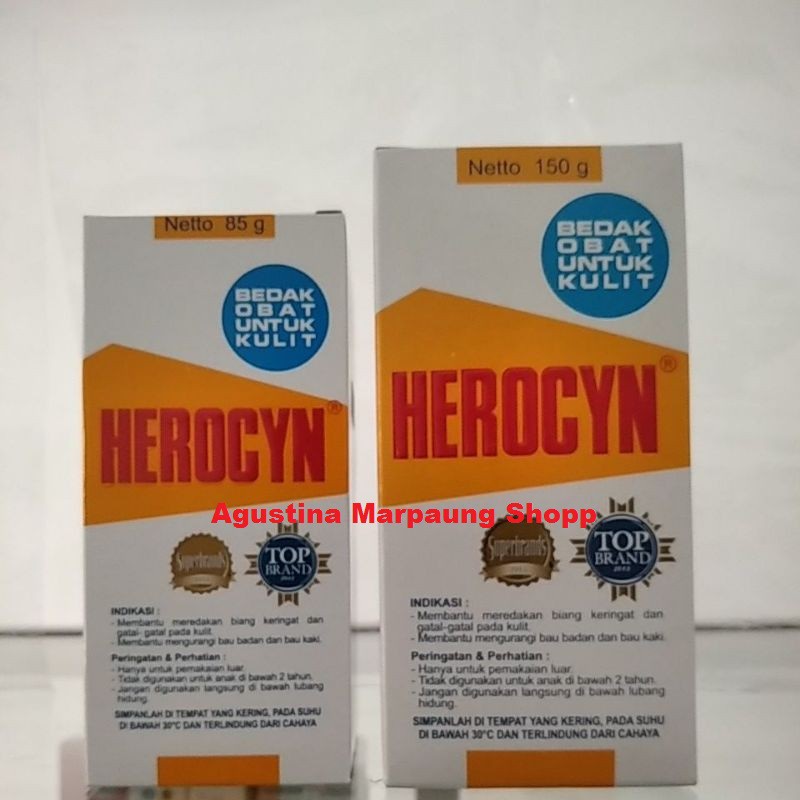 Netto 85 g
BEDAK
OBAT
UNTUK
KULIT
HEROCYN®
Superbrands
TOP
BRAND
INDIKASI :
- Membantu meredakan biang keringat dan
gatal- gatal pada kulit.
- Membantu mengurangi bau badan dan bau kaki.
Peringatan & Perhatian :
- Hanya untuk pemakaian luar.
- Tidak digunakan untuk anak di bawah 2 tahun.
- Jangan digunakan langsung di bawah lubang
hidung.
SIMPANLAH DI TEMPAT YANG KERING, PADA SUHU
DI BAWAH 30°C DAN TERLINDUNG DARI CAHAYA
Netto 150 g
BEDAK
OBAT
UNTUK
KULIT
HEROCYN®
Agustina Marpaung Shopp
Superbrands
TOP
BRAND
INDIKASI :
- Membantu meredakan biang keringat dan
gatal-gatal pada kulit.
- Membantu mengurangi bau badan dan bau kaki.
Peringatan & Perhatian :
- Hanya untuk pemakaian luar.
- Tidak digunakan untuk anak di bawah 2 tahun.
- Jangan digunakan langsung di bawah lubang
hidung.
SIMPANLAH DI TEMPAT YANG KERING, PADA SUHU
DI BAWAH 30°C DAN TERLINDUNG DARI CAHAYA